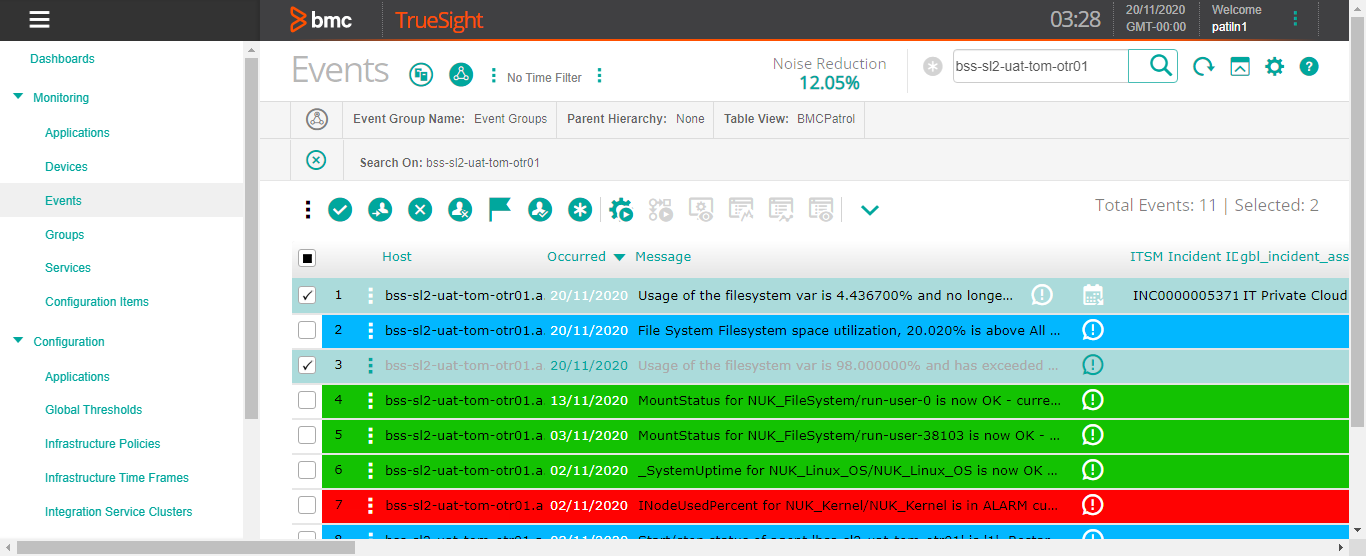 bmc TrueSight 03:28 20/11/2020 GMT-00:00 Welcome patiln1
Dashboards
Monitoring
Applications
Devices
Events
Groups
Services
Configuration Items
Configuration
Applications
Global Thresholds
Infrastructure Policies
Infrastructure Time Frames
Integration Service Clusters
Events No Time Filter Noise Reduction 12.05% bss-sl2-uat-tom-otr01
Event Group Name: Event Groups Parent Hierarchy: None Table View: BMCPatrol
Search On: bss-sl2-uat-tom-otr01
Total Events: 11 | Selected: 2
Host Occurred Message ITSM Incident ID gbl_incident_ass
1 bss-sl2-uat-tom-otr01.a 20/11/2020 Usage of the filesystem var is 4.436700% and no longe... INC0000005371 IT Private Cloud
2 bss-sl2-uat-tom-otr01.a 20/11/2020 File System Filesystem space utilization, 20.020% is above All ...
3 bss-sl2-uat-tom-otr01.a 20/11/2020 Usage of the filesystem var is 98.000000% and has exceeded ...
4 bss-sl2-uat-tom-otr01.a 13/11/2020 MountStatus for NUK_FileSystem/run-user-0 is now OK - curre...
5 bss-sl2-uat-tom-otr01.a 03/11/2020 MountStatus for NUK_FileSystem/run-user-38103 is now OK - ...
6 bss-sl2-uat-tom-otr01.a 02/11/2020 _SystemUptime for NUK_Linux_OS/NUK_Linux_OS is now OK ...
7 bss-sl2-uat-tom-otr01.a 02/11/2020 INodeUsedPercent for NUK_Kernel/NUK_Kernel is in ALARM cu...